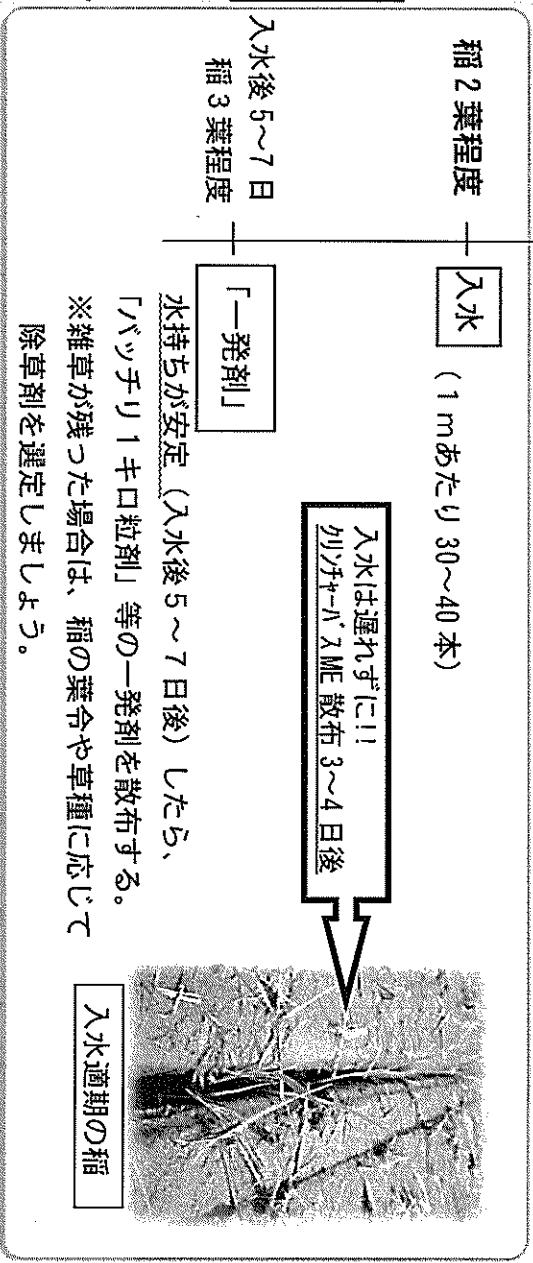 稲2葉程度
入水
(1mあたり30~40本)
入水は遅れずに!!
クリンチャーバスME 散布3~4日後
入水後5~7日
稲3葉程度
「一発剤」
水持ちが安定(入水後5~7日後)したら、
「バッチリ1キロ粒剤」等の一発剤を散布する。
※雑草が残った場合は、稲の葉令や草種に応じて
除草剤を選定しましょう。
入水適期の稲